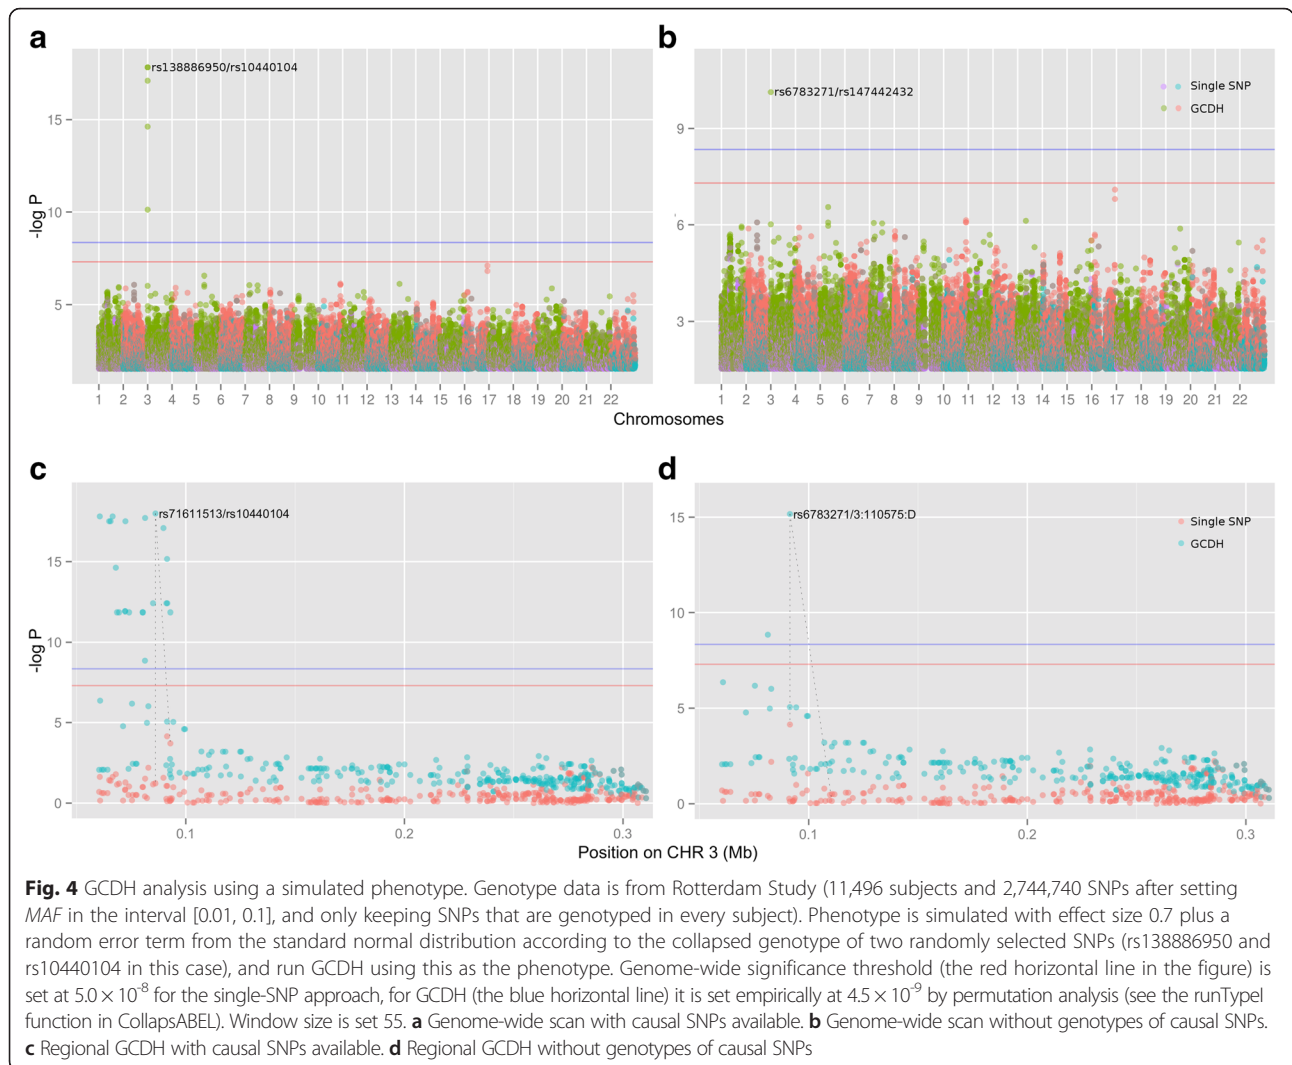 a
rs138886950/rs10440104
15
10
5
-log P
1 2 3 4 5 6 7 8 9 10 11 12 13 14 15 16 17 18 19 20 22
b
rs6783271/rs147442432
Single SNP
GCDH
9
6
3
1 2 3 4 5 6 7 8 9 10 11 12 13 14 15 16 17 18 19 20 22
Chromosomes
c
rs71611513/rs10440104
15
10
5
0
-log P
0.1 0.2 0.3
d
rs6783271/3:110575:D
Single SNP
GCDH
15
10
5
0
0.1 0.2 0.3
Position on CHR 3 (Mb)
Fig. 4 GCDH analysis using a simulated phenotype. Genotype data is from Rotterdam Study (11,496 subjects and 2,744,740 SNPs after setting
MAF in the interval [0.01, 0.1], and only keeping SNPs that are genotyped in every subject). Phenotype is simulated with effect size 0.7 plus a
random error term from the standard normal distribution according to the collapsed genotype of two randomly selected SNPs (rs138886950 and
rs10440104 in this case), and run GCDH using this as the phenotype. Genome-wide significance threshold (the red horizontal line in the figure) is
set at 5.0 × 10⁻⁸ for the single-SNP approach, for GCDH (the blue horizontal line) it is set empirically at 4.5 × 10⁻⁹ by permutation analysis (see the runTypeI
function in CollapsABEL). Window size is set 55. a Genome-wide scan with causal SNPs available. b Genome-wide scan without genotypes of causal SNPs.
c Regional GCDH with causal SNPs available. d Regional GCDH without genotypes of causal SNPs